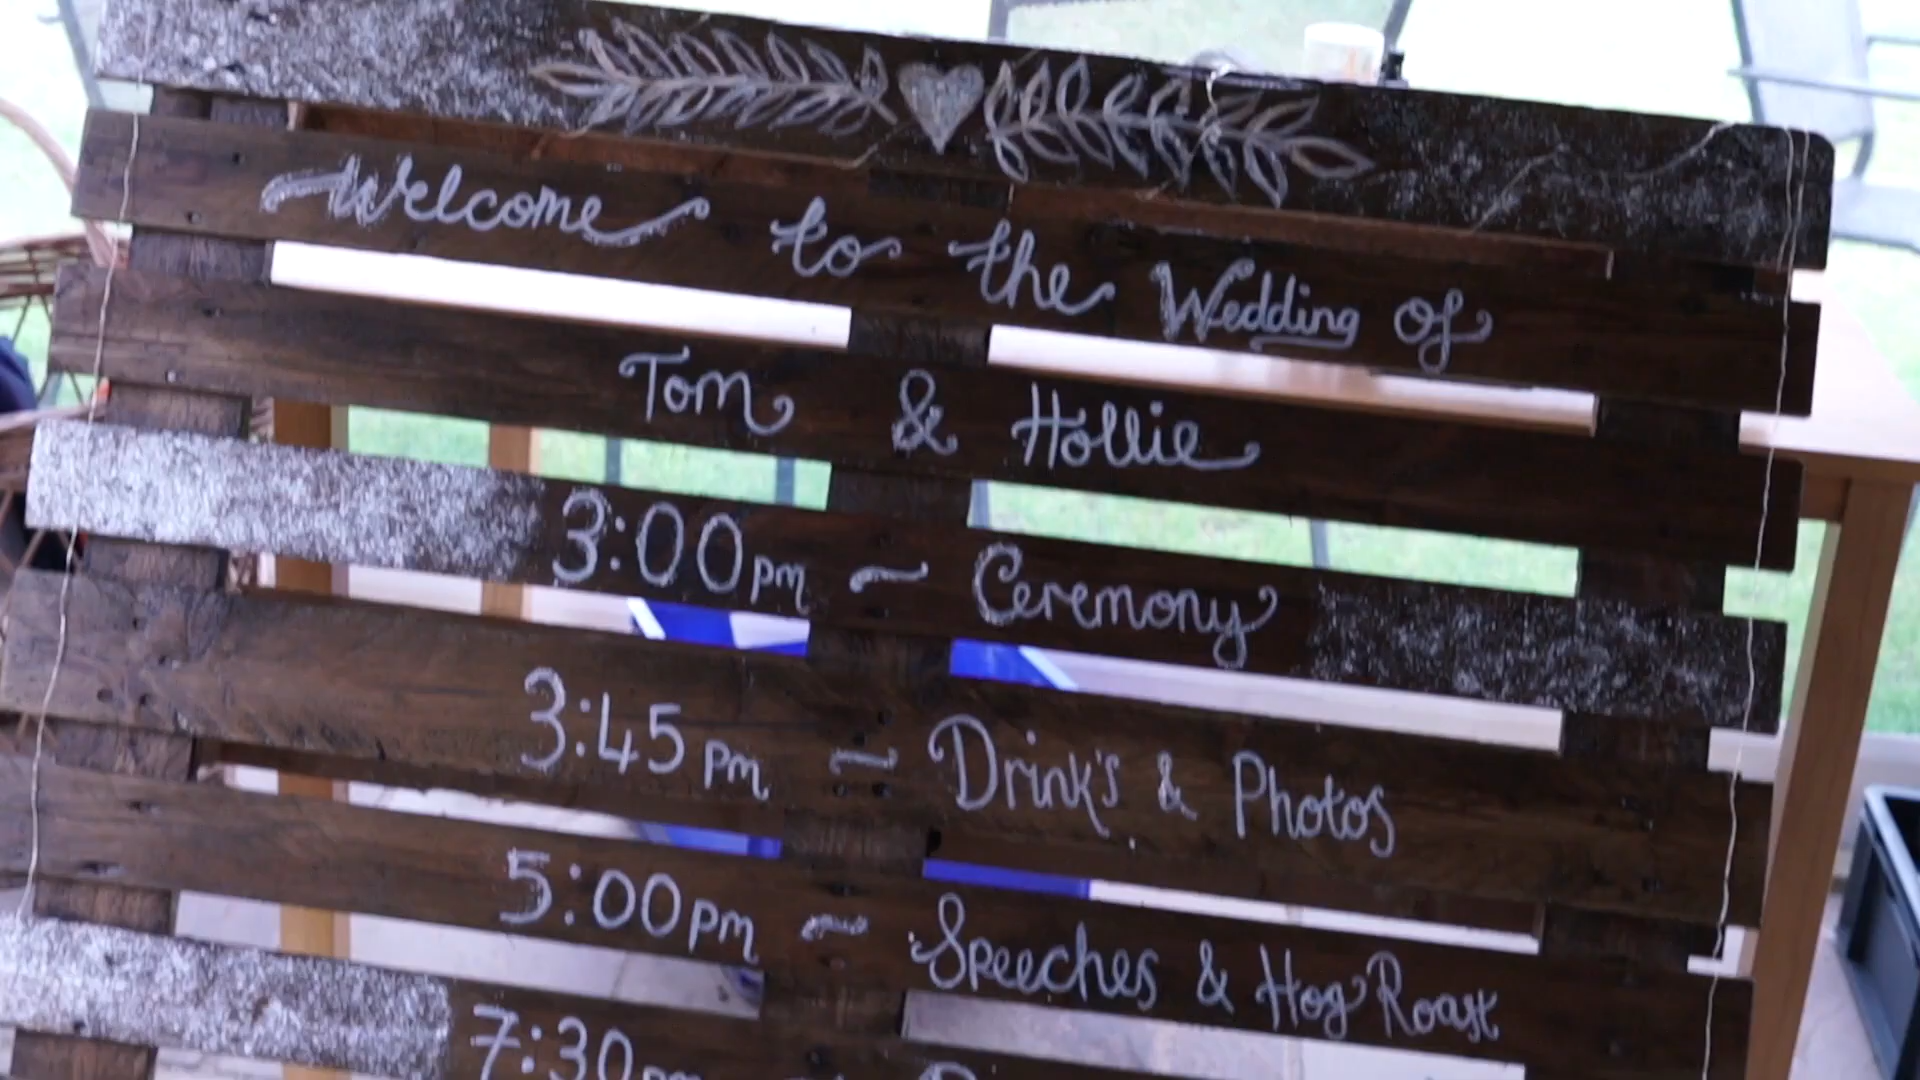 Welcome to the Wedding of
Tom & Hollie
3:00pm ~ Ceremony
3:45pm ~ Drink's & Photos
5:00pm ~ Speeches & Hog Roast
7:30pm